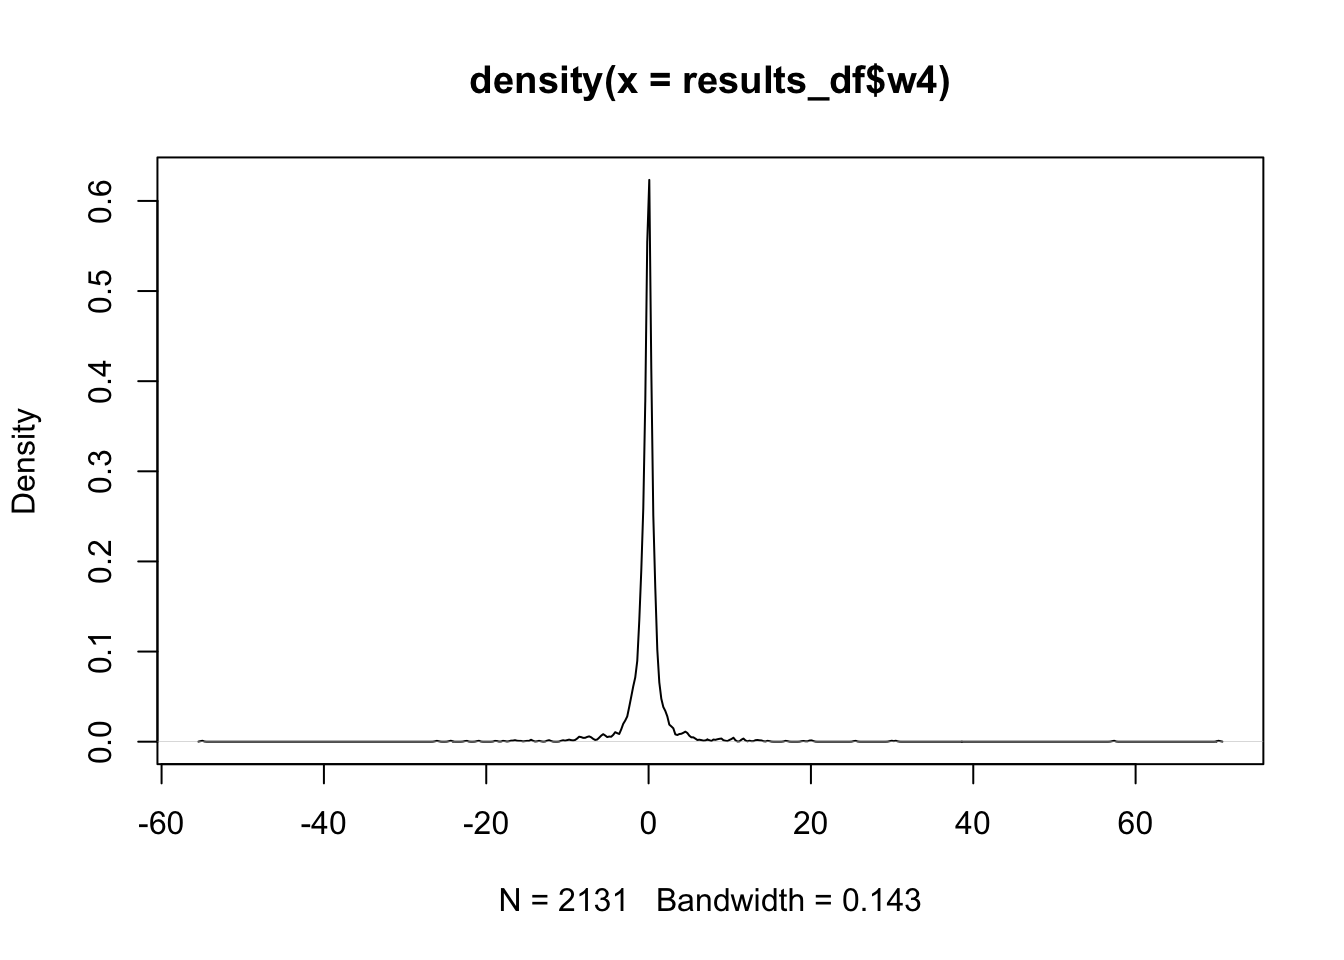 density(x = results_df$w4)
Density
0.6
0.5
0.4
0.3
0.2
0.1
0.0
-60 -40 -20 0 20 40 60
N = 2131 Bandwidth = 0.143